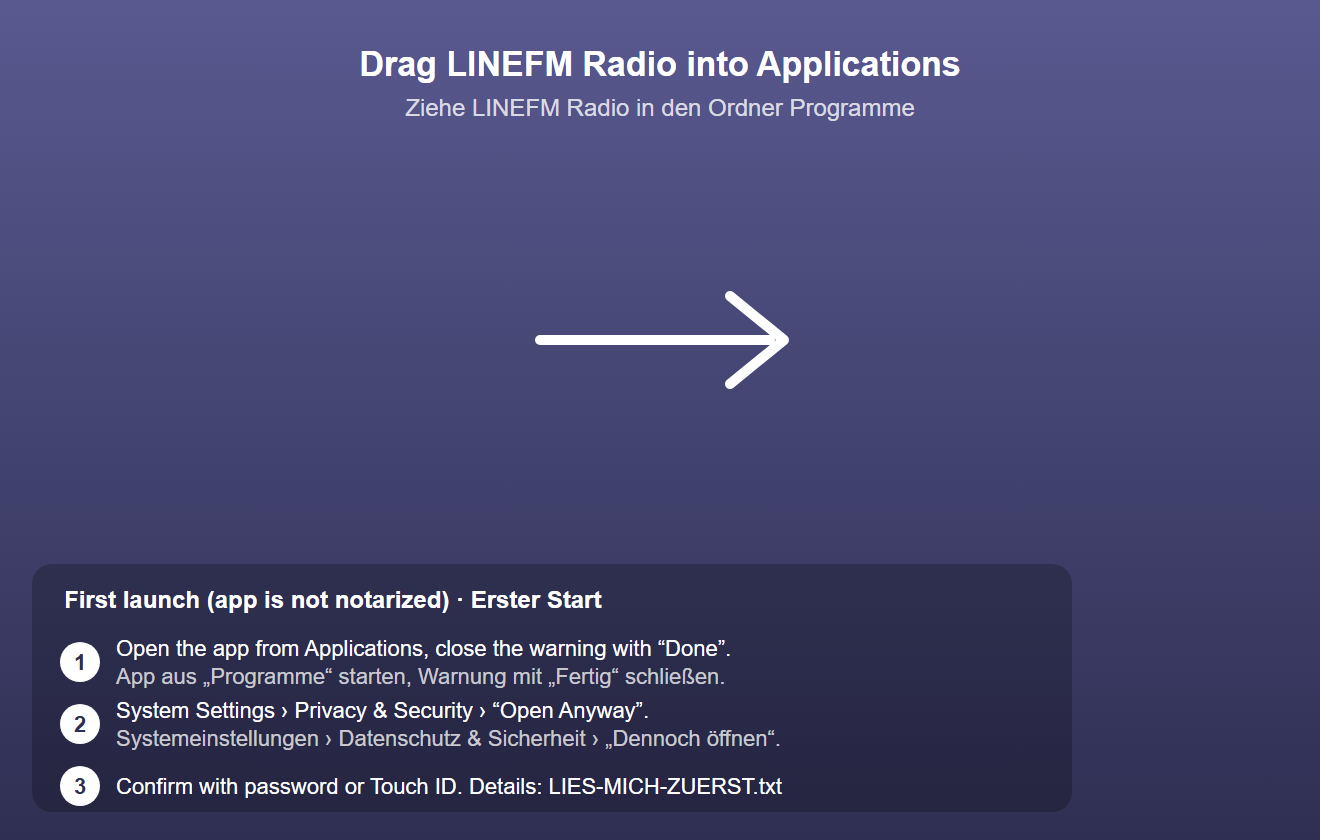 Drag LINEFM Radio into Applications
Ziehe LINEFM Radio in den Ordner Programme
First launch (app is not notarized) · Erster Start
1 Open the app from Applications, close the warning with “Done”.
App aus „Programme“ starten, Warnung mit „Fertig“ schließen.
2 System Settings › Privacy & Security › “Open Anyway”.
Systemeinstellungen › Datenschutz & Sicherheit › „Dennoch öffnen“.
3 Confirm with password or Touch ID. Details: LIES-MICH-ZUERST.txt